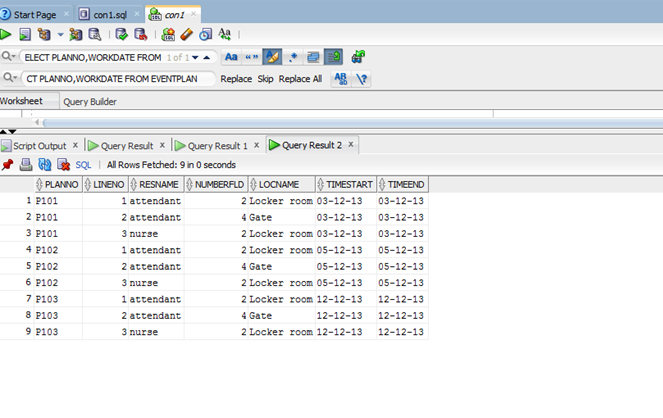 Start Page con1.sql con1
ELECT PLANNO,WORKDATE FROM 1 of 1 Aa “ ”
CT PLANNO,WORKDATE FROM EVENTPLAN Replace Skip Replace All
Worksheet Query Builder
Script Output Query Result Query Result 1 Query Result 2
SQL All Rows Fetched: 9 in 0 seconds
PLANNO LINENO RESNAME NUMBERFLD LOCNAME TIMESTART TIMEEND
1 P101 1 attendant 2 Locker room 03-12-13 03-12-13
2 P101 2 attendant 4 Gate 03-12-13 03-12-13
3 P101 3 nurse 2 Locker room 03-12-13 03-12-13
4 P102 1 attendant 2 Locker room 05-12-13 05-12-13
5 P102 2 attendant 4 Gate 05-12-13 05-12-13
6 P102 3 nurse 2 Locker room 05-12-13 05-12-13
7 P103 1 attendant 2 Locker room 12-12-13 12-12-13
8 P103 2 attendant 4 Gate 12-12-13 12-12-13
9 P103 3 nurse 2 Locker room 12-12-13 12-12-13